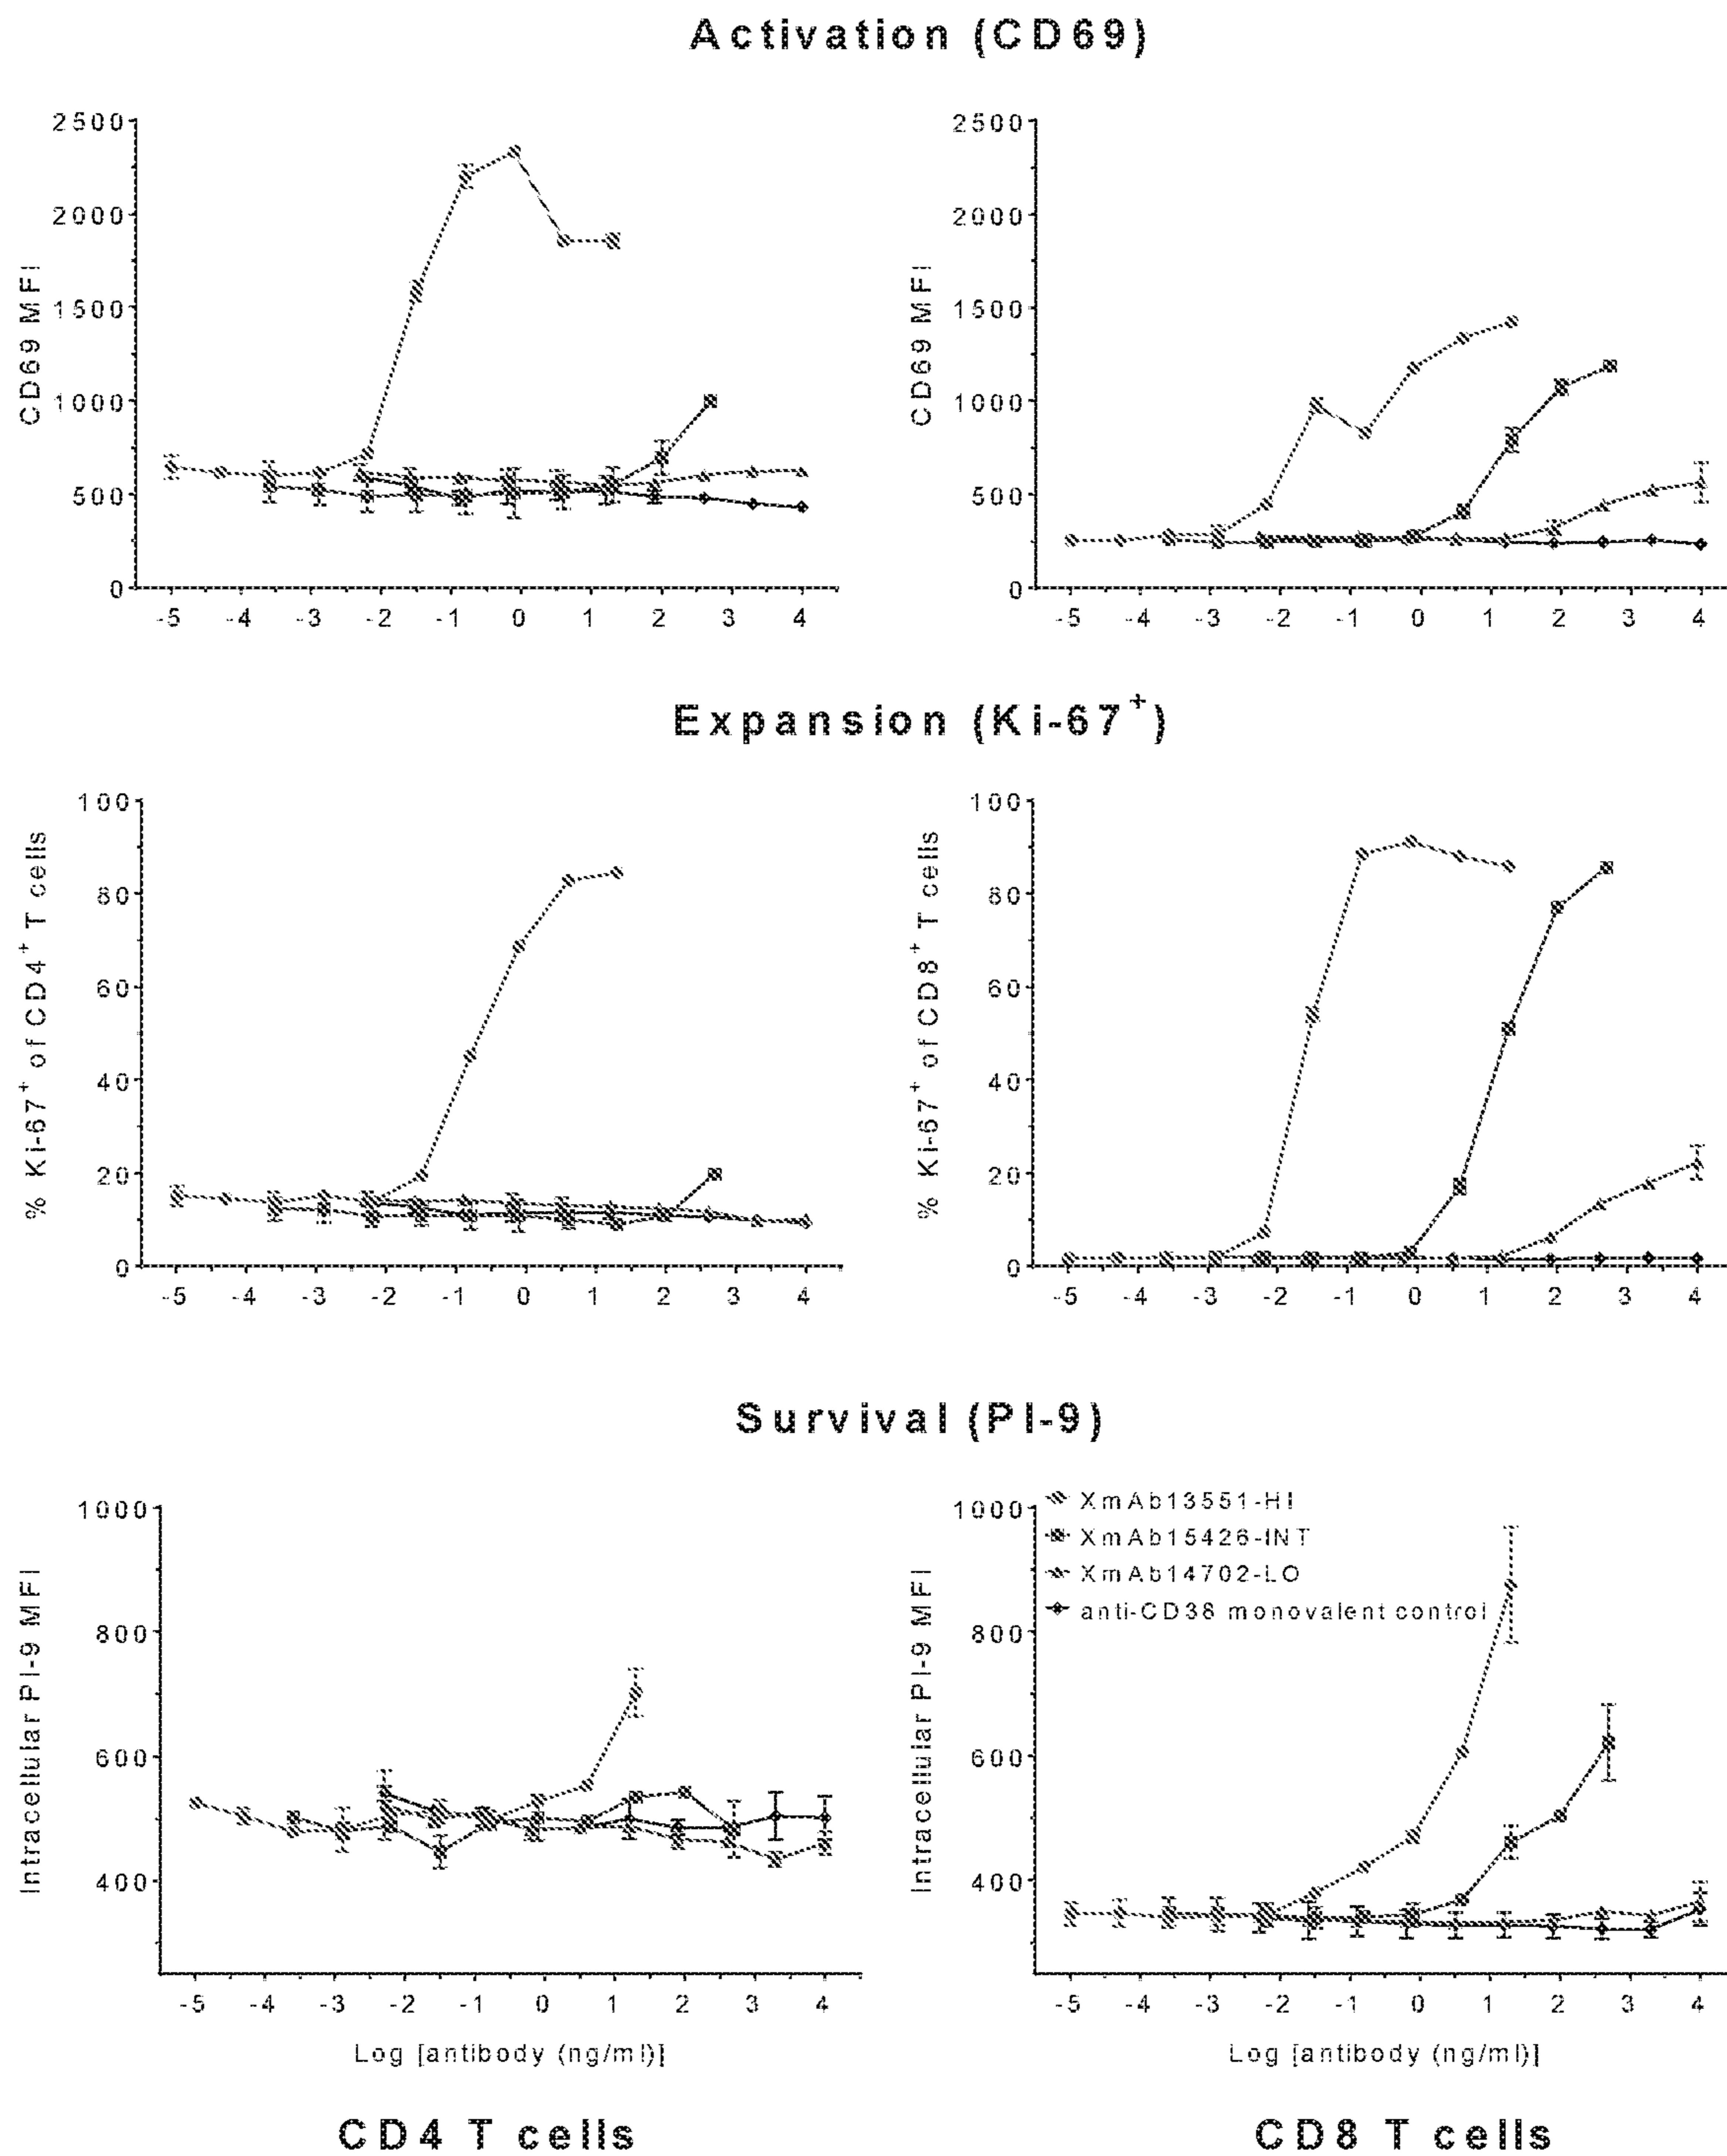 Activation (CD69)
2500
2000
1500
1000
500
0
CD69 MFI
-5 -4 -3 -2 -1 0 1 2 3 4
2500
2000
1500
1000
500
0
CD69 MFI
-5 -4 -3 -2 -1 0 1 2 3 4
Expansion (Ki-67+)
100
80
60
40
20
0
% Ki-67+ of CD4+ T cells
-5 -4 -3 -2 -1 0 1 2 3 4
100
80
60
40
20
0
% Ki-67+ of CD8+ T cells
-5 -4 -3 -2 -1 0 1 2 3 4
Survival (PI-9)
1000
800
600
400
Intracellular PI-9 MFI
-5 -4 -3 -2 -1 0 1 2 3 4
Log [antibody (ng/ml)]
CD4 T cells
1000
800
600
400
Intracellular PI-9 MFI
XmAb13551-HI
XmAb15426-INT
XmAb14702-LO
anti-CD38 monovalent control
-5 -4 -3 -2 -1 0 1 2 3 4
Log [antibody (ng/ml)]
CD8 T cells